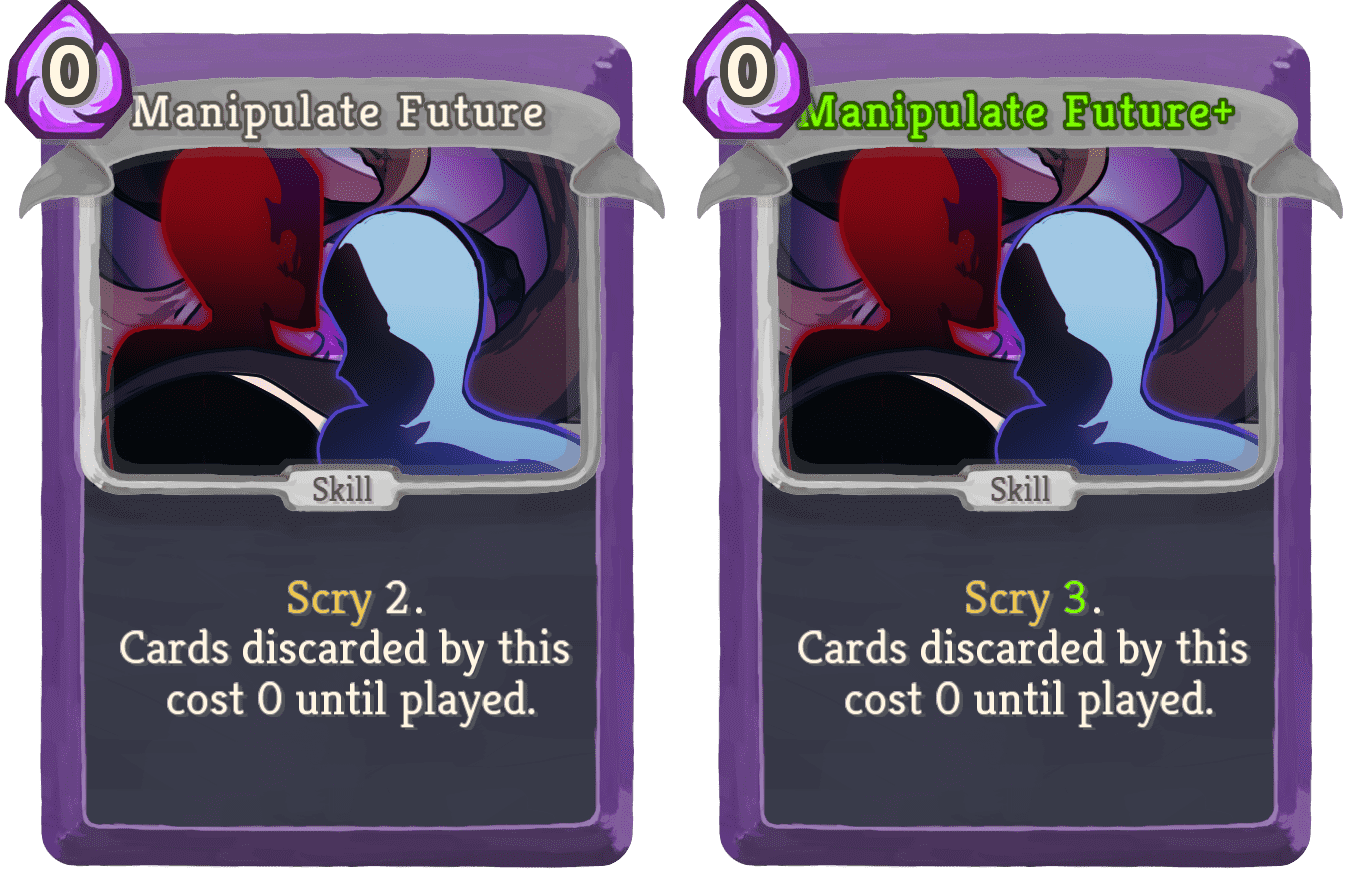 0
Manipulate Future
Skill
Scry 2.
Cards discarded by this
cost 0 until played.
0
Manipulate Future+
Skill
Scry 3.
Cards discarded by this
cost 0 until played.